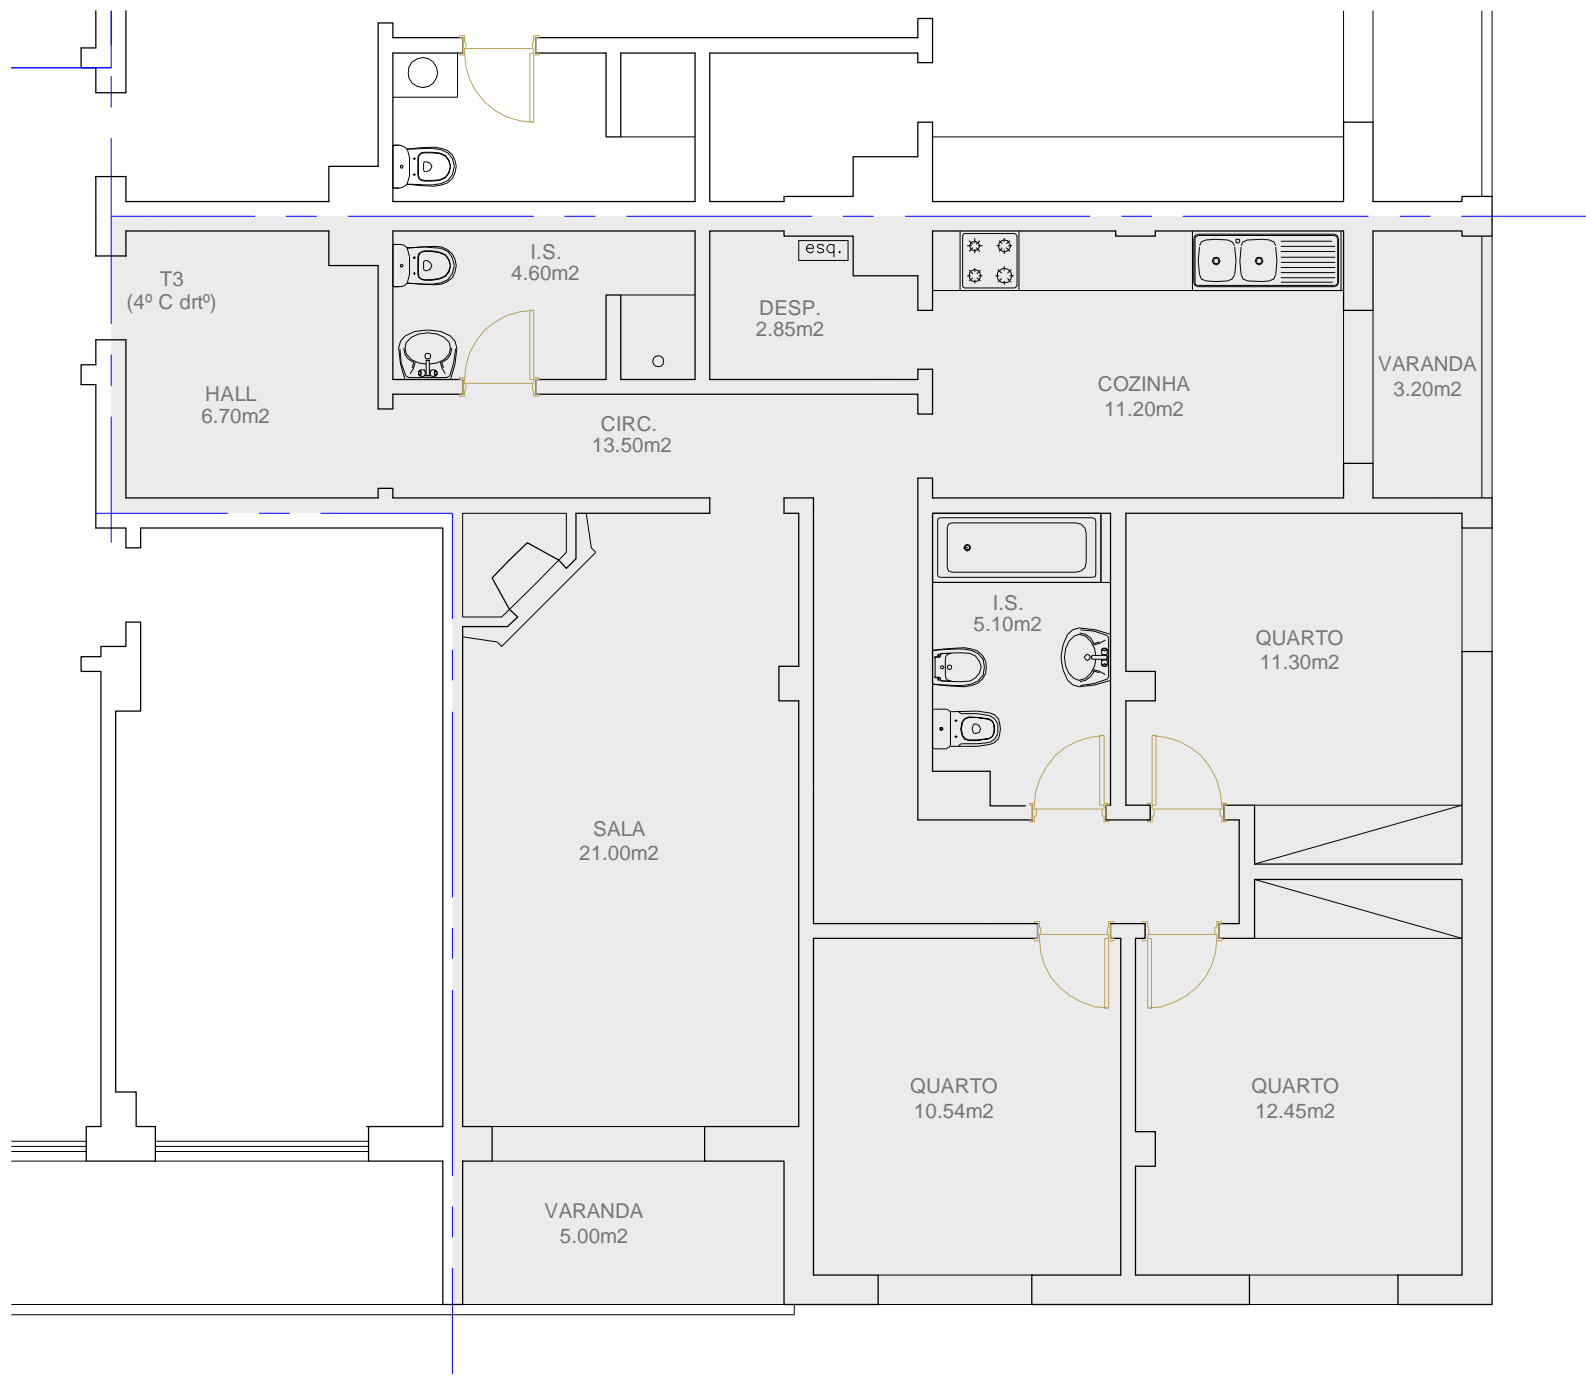 I.S.
4.60m2
esq.
T3
(4º C drtº)
DESP.
2.85m2
HALL
6.70m2
CIRC.
13.50m2
COZINHA
11.20m2
VARANDA
3.20m2
I.S.
5.10m2
QUARTO
11.30m2
SALA
21.00m2
QUARTO
10.54m2
QUARTO
12.45m2
VARANDA
5.00m2